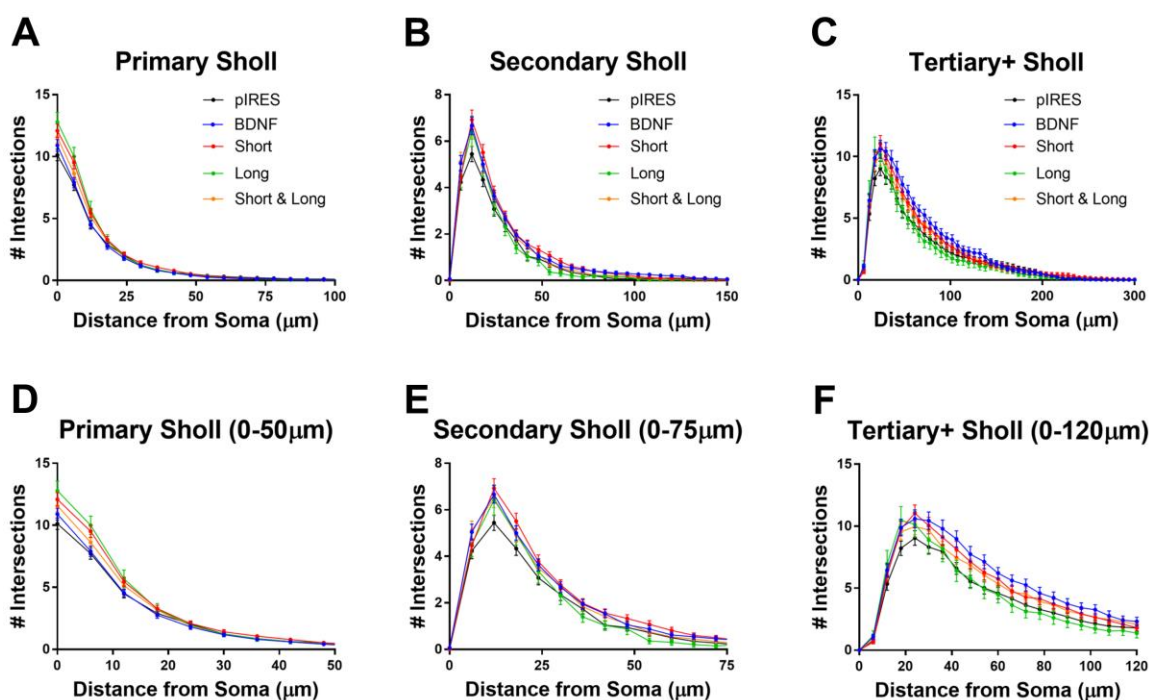 A
Primary Sholl
# Intersections
15
10
5
0
0 25 50 75 100
Distance from Soma (μm)
pIRES
BDNF
Short
Long
Short & Long
B
Secondary Sholl
# Intersections
8
6
4
2
0
0 50 100 150
Distance from Soma (μm)
pIRES
BDNF
Short
Long
Short & Long
C
Tertiary+ Sholl
# Intersections
15
10
5
0
0 100 200 300
Distance from Soma (μm)
pIRES
BDNF
Short
Long
Short & Long
D
Primary Sholl (0-50μm)
# Intersections
15
10
5
0
0 10 20 30 40 50
Distance from Soma (μm)
E
Secondary Sholl (0-75μm)
# Intersections
8
6
4
2
0
0 25 50 75
Distance from Soma (μm)
F
Tertiary+ Sholl (0-120μm)
# Intersections
15
10
5
0
0 20 40 60 80 100 120
Distance from Soma (μm)